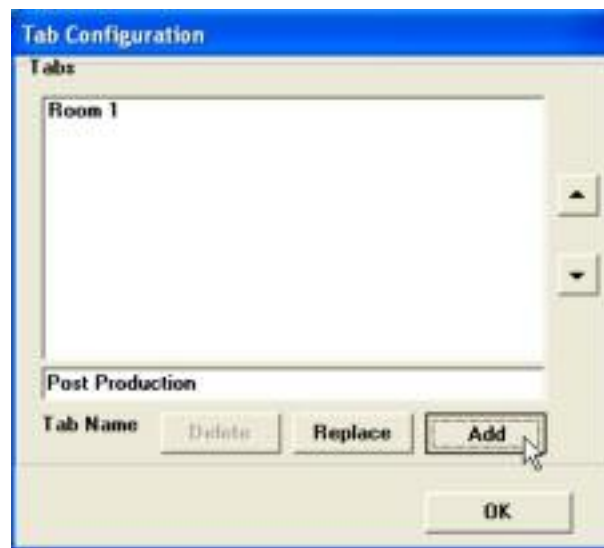 Tab Configuration
Tabs
Room 1
Post Production
Tab Name
Delete
Replace
Add
OK